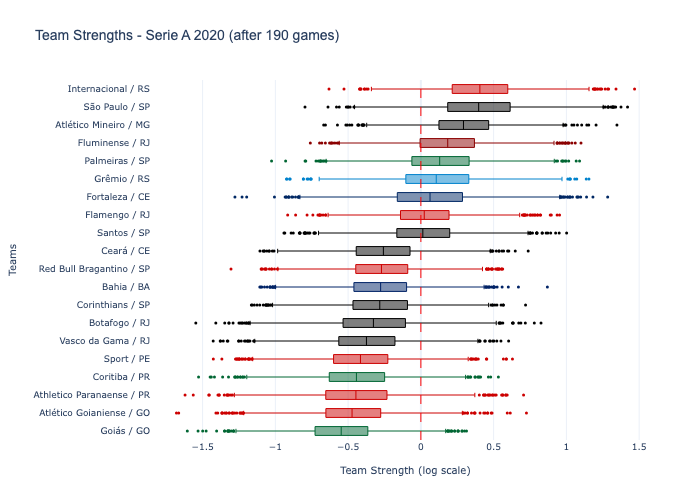 Team Strengths - Serie A 2020 (after 190 games)
Internacional / RS
São Paulo / SP
Atlético Mineiro / MG
Fluminense / RJ
Palmeiras / SP
Grêmio / RS
Fortaleza / CE
Flamengo / RJ
Santos / SP
Ceará / CE
Red Bull Bragantino / SP
Bahia / BA
Corinthians / SP
Botafogo / RJ
Vasco da Gama / RJ
Sport / PE
Coritiba / PR
Athletico Paranaense / PR
Atlético Goianiense / GO
Goiás / GO
Teams
−1.5 −1 −0.5 0 0.5 1 1.5
Team Strength (log scale)